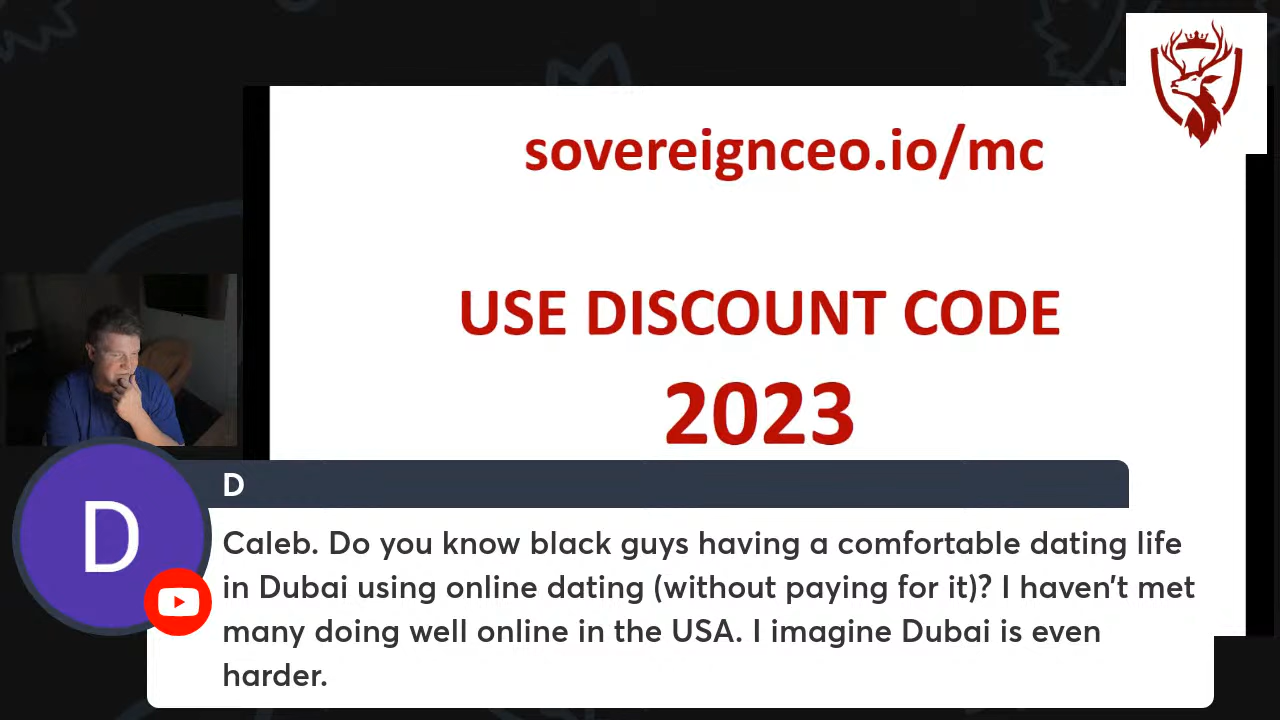 sovereignceo.io/mc
USE DISCOUNT CODE
2023
D
D
Caleb. Do you know black guys having a comfortable dating life
in Dubai using online dating (without paying for it)? I haven't met
many doing well online in the USA. I imagine Dubai is even
harder.